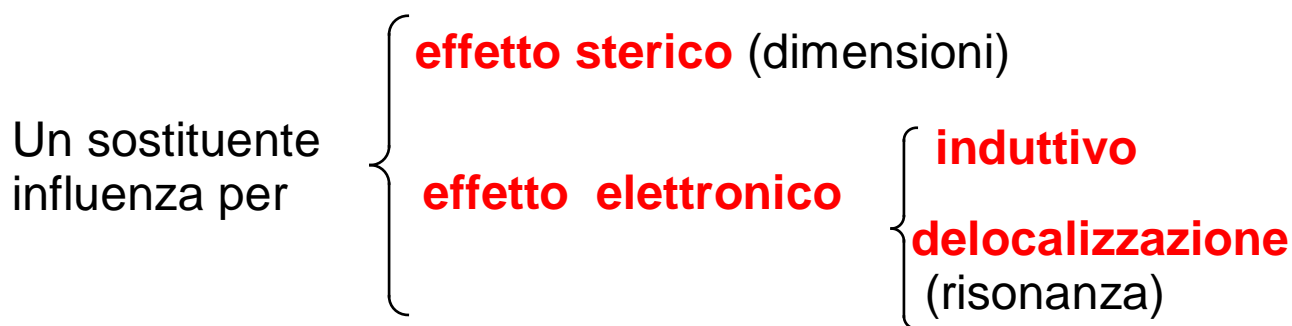 effetto sterico (dimensioni)
Un sostituente
influenza per
effetto elettronico
induttivo
delocalizzazione
(risonanza)